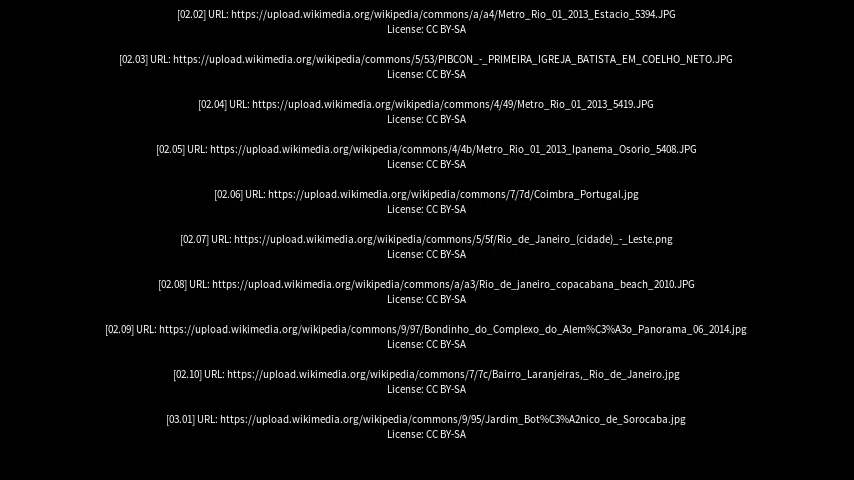 [02.02] URL: https://upload.wikimedia.org/wikipedia/commons/a/a4/Metro_Rio_01_2013_Estacio_5394.JPG
License: CC BY-SA
[02.03] URL: https://upload.wikimedia.org/wikipedia/commons/5/53/PIBCON_-_PRIMEIRA_IGREJA_BATISTA_EM_COELHO_NETO.JPG
License: CC BY-SA
[02.04] URL: https://upload.wikimedia.org/wikipedia/commons/4/49/Metro_Rio_01_2013_5419.JPG
License: CC BY-SA
[02.05] URL: https://upload.wikimedia.org/wikipedia/commons/4/4b/Metro_Rio_01_2013_Ipanema_Osorio_5408.JPG
License: CC BY-SA
[02.06] URL: https://upload.wikimedia.org/wikipedia/commons/7/7d/Coimbra_Portugal.jpg
License: CC BY-SA
[02.07] URL: https://upload.wikimedia.org/wikipedia/commons/5/5f/Rio_de_Janeiro_(cidade)_-_Leste.png
License: CC BY-SA
[02.08] URL: https://upload.wikimedia.org/wikipedia/commons/a/a3/Rio_de_janeiro_copacabana_beach_2010.JPG
License: CC BY-SA
[02.09] URL: https://upload.wikimedia.org/wikipedia/commons/9/97/Bondinho_do_Complexo_do_Alem%C3%A3o_Panorama_06_2014.jpg
License: CC BY-SA
[02.10] URL: https://upload.wikimedia.org/wikipedia/commons/7/7c/Bairro_Laranjeiras,_Rio_de_Janeiro.jpg
License: CC BY-SA
[03.01] URL: https://upload.wikimedia.org/wikipedia/commons/9/95/Jardim_Bot%C3%A2nico_de_Sorocaba.jpg
License: CC BY-SA